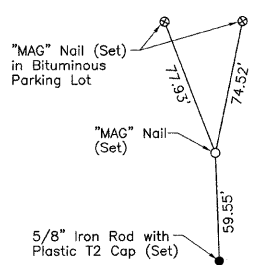 "MAG" Nail (Set)
in Bituminous
Parking Lot
77.93'
74.52'
"MAG" Nail
(Set)
59.55'
5/8" Iron Rod with
Plastic T2 Cap (Set)